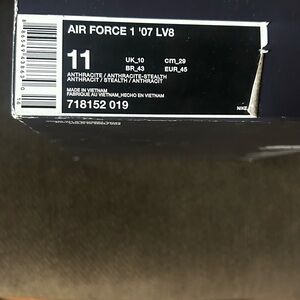 AIR FORCE 1 '07 LV8
11
UK_10 cm_29
BR_43 EUR_45
ANTHRACITE / ANTHRACITE-STEALTH
ANTHRACIT / STEALTH / ANTHRACIT
MADE IN VIETNAM
FABRIQUE AU VIETNAM_HECHO EN VIETNAM
718152 019
NIKE